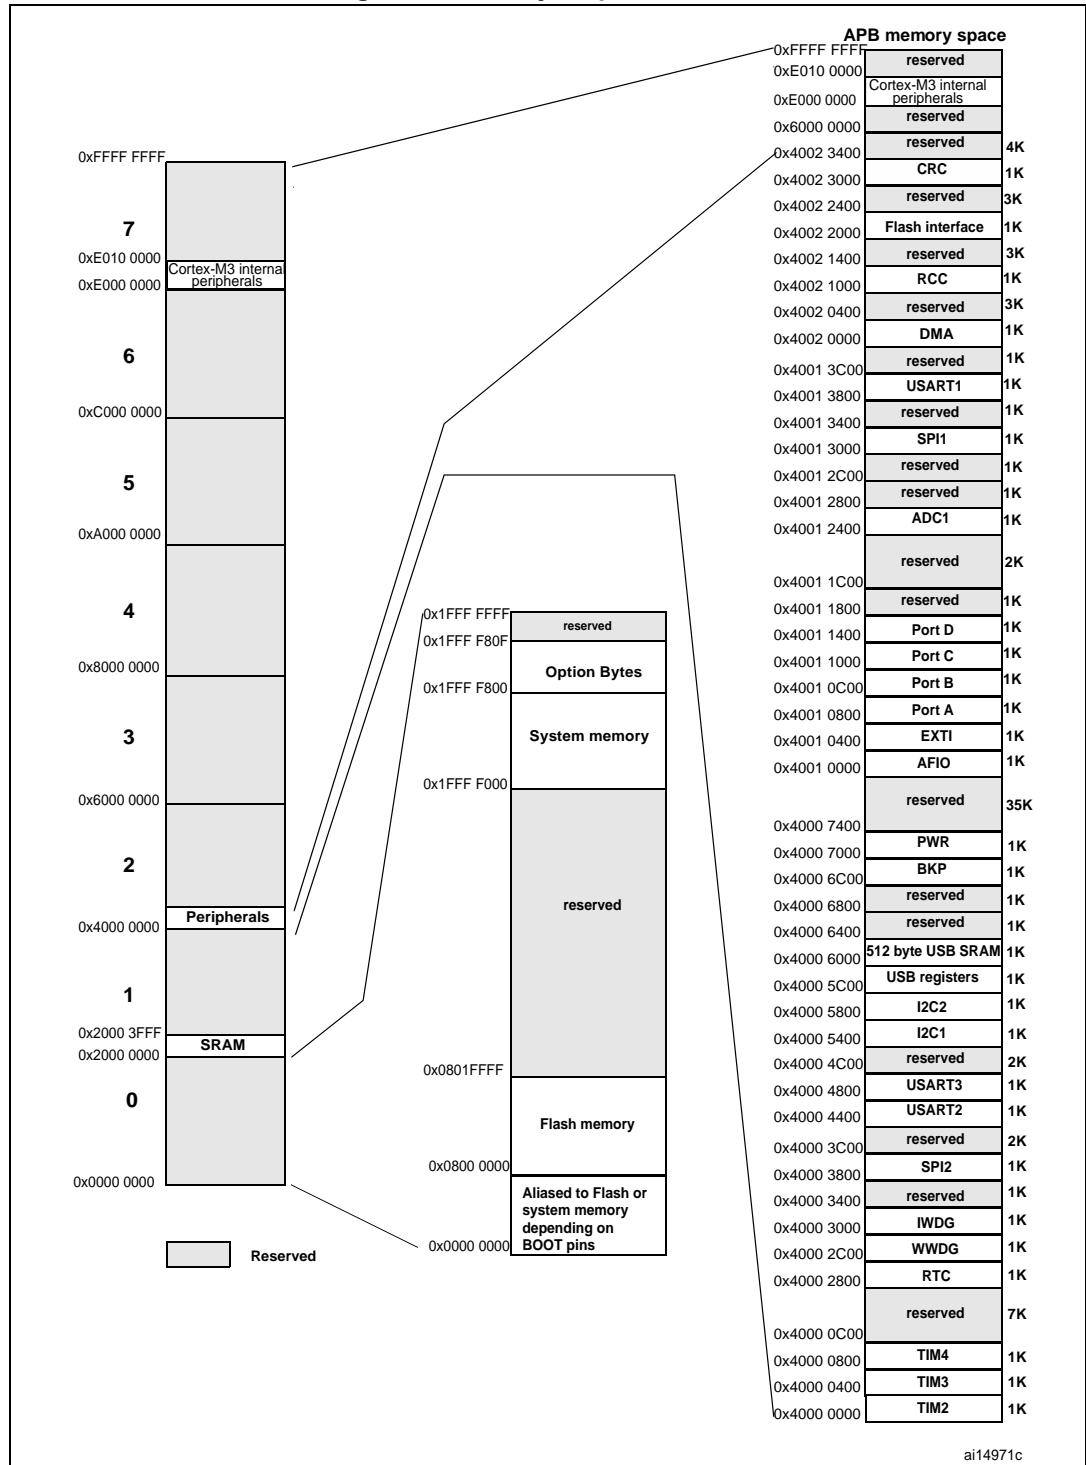 APB memory space
0xFFFF FFFF
reserved
0xE010 0000
Cortex-M3 internal
peripherals
0xE000 0000
reserved
0x6000 0000
reserved
4K
0x4002 3400
CRC
1K
0x4002 3000
reserved
3K
0x4002 2400
Flash interface
1K
0x4002 2000
reserved
3K
0x4002 1400
RCC
1K
0x4002 1000
reserved
3K
0x4002 0400
DMA
1K
0x4002 0000
reserved
1K
0x4001 3C00
USART1
1K
0x4001 3800
reserved
1K
0x4001 3400
SPI1
1K
0x4001 3000
reserved
1K
0x4001 2C00
reserved
1K
0x4001 2800
ADC1
1K
0x4001 2400
reserved
2K
0x4001 1C00
reserved
1K
0x4001 1800
Port D
1K
0x4001 1400
Port C
1K
0x4001 1000
Port B
1K
0x4001 0C00
Port A
1K
0x4001 0800
EXTI
1K
0x4001 0400
AFIO
1K
0x4001 0000
reserved
35K
0x4000 7400
PWR
1K
0x4000 7000
BKP
1K
0x4000 6C00
reserved
1K
0x4000 6800
reserved
1K
0x4000 6400
512 byte USB SRAM
1K
0x4000 6000
USB registers
1K
0x4000 5C00
I2C2
1K
0x4000 5800
I2C1
1K
0x4000 5400
reserved
2K
0x4000 4C00
USART3
1K
0x4000 4800
USART2
1K
0x4000 4400
reserved
2K
0x4000 3C00
SPI2
1K
0x4000 3800
reserved
1K
0x4000 3400
IWDG
1K
0x4000 3000
WWDG
1K
0x4000 2C00
RTC
1K
0x4000 2800
reserved
7K
0x4000 0C00
TIM4
1K
0x4000 0800
TIM3
1K
0x4000 0400
TIM2
1K
0x4000 0000
0xFFFF FFFF
7
0xE010 0000
Cortex-M3 internal
peripherals
0xE000 0000
6
0xC000 0000
5
0xA000 0000
4
0x8000 0000
3
0x6000 0000
2
Peripherals
0x4000 0000
1
0x2000 3FFF
SRAM
0x2000 0000
0
0x0000 0000
Reserved
0x1FFF FFFF
reserved
0x1FFF F80F
Option Bytes
0x1FFF F800
System memory
0x1FFF F000
reserved
0x0801FFFF
Flash memory
0x0800 0000
Aliased to Flash or
system memory
depending on
BOOT pins
0x0000 0000
ai14971c